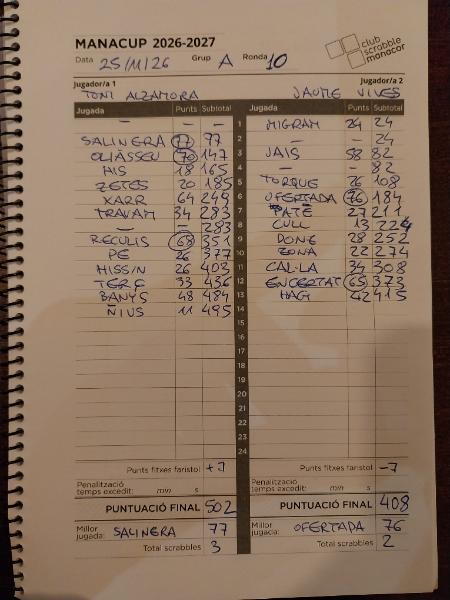 MANACUP 2026-2027
club scrabble manacor
Data 25/11/26 Grup A Ronda 10
Jugador/a 1 Jugador/a 2
TONI ALZAMORA JAUME VIVES
Jugada Punts Subtotal Jugada Punts Subtotal
— — — 1 MIGRAM 24 24
SALINERA 77 77 2 — — 24
OLIÀSSEU 70 147 3 JAIS 58 82
HIS 18 165 4 — — 82
ZETES 20 185 5 TORQUE 26 108
XARR 64 249 6 OFERTADA 76 184
TRAVAM 34 283 7 PATÉ 27 211
— — 283 8 CULL 13 224
RECULIS 68 351 9 DONE 28 252
PE 26 377 10 ZONA 22 274
MISSIN 26 403 11 CAL·LA 34 308
TERÇ 33 436 12 ENCERTAT 65 373
BANYS 48 484 13 HAG 42 415
NIUS 11 495 14
15
16
17
18
19
20
21
22
23
24
Punts fitxes faristol +7 Punts fitxes faristol -7
Penalització temps excedit: min s Penalització temps excedit: min s
PUNTUACIÓ FINAL 502 PUNTUACIÓ FINAL 408
Millor jugada: SALINERA 77 Millor jugada: OFERTADA 76
Total scrabbles 3 Total scrabbles 2